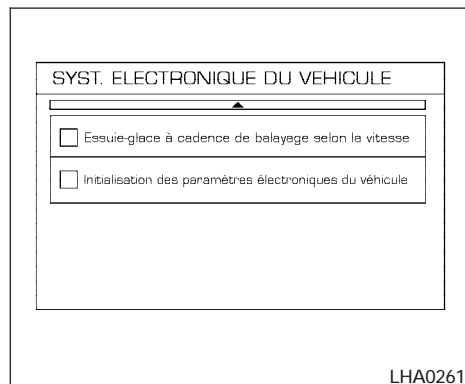 SYST. ELECTRONIQUE DU VEHICULE
Essuie-glace à cadence de balayage selon la vitesse
Initialisation des paramètres électroniques du véhicule
LHA0261